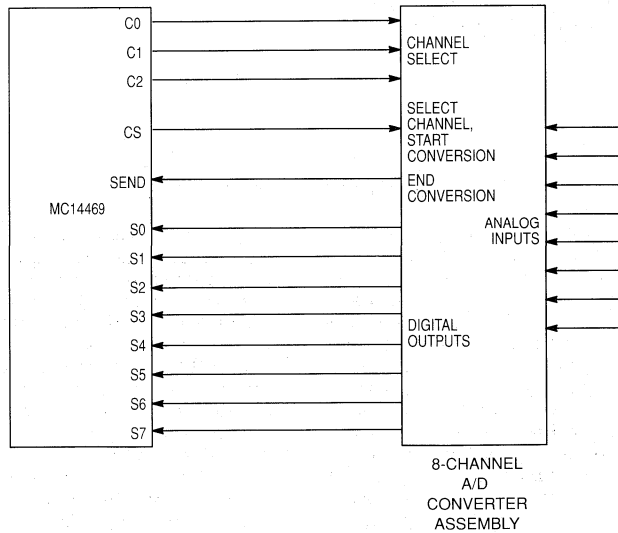 C0
C1
C2
CS
SEND
MC14469
S0
S1
S2
S3
S4
S5
S6
S7
CHANNEL
SELECT
SELECT
CHANNEL,
START
CONVERSION
END
CONVERSION
ANALOG
INPUTS
DIGITAL
OUTPUTS
8-CHANNEL
A/D
CONVERTER
ASSEMBLY